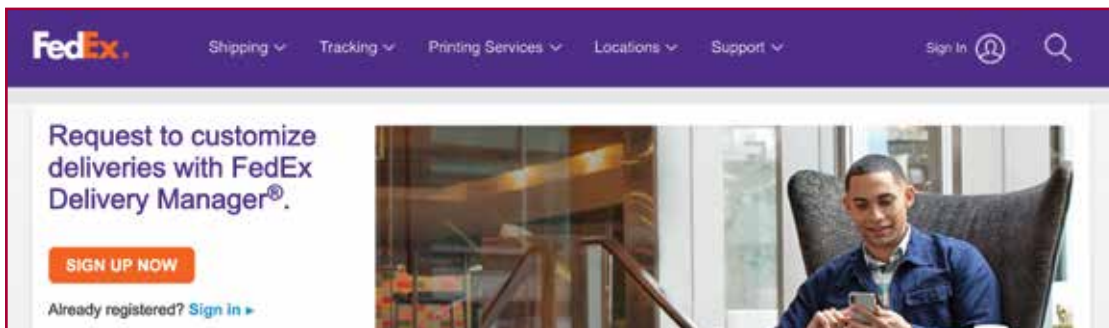 FedEx.
Shipping Tracking Printing Services Locations Support Sign In
Request to customize
deliveries with FedEx
Delivery Manager®.
SIGN UP NOW
Already registered? Sign in ▸